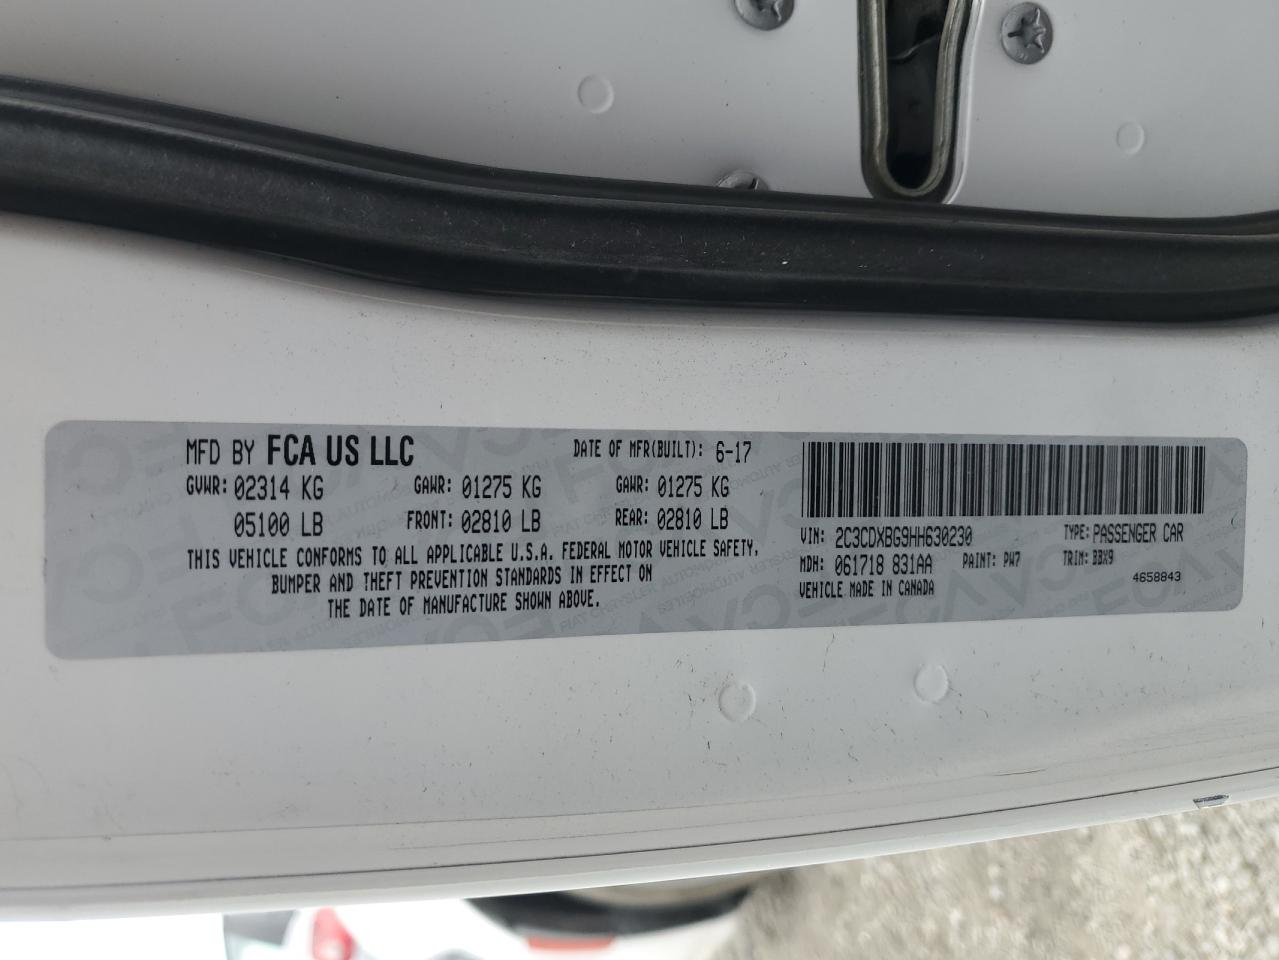 MFD BY FCA US LLC DATE OF MFR(BUILT): 6-17
GVWR: 02314 KG GAWR: 01275 KG GAWR: 01275 KG
05100 LB FRONT: 02810 LB REAR: 02810 LB
THIS VEHICLE CONFORMS TO ALL APPLICABLE U.S.A. FEDERAL MOTOR VEHICLE SAFETY,
BUMPER AND THEFT PREVENTION STANDARDS IN EFFECT ON
THE DATE OF MANUFACTURE SHOWN ABOVE.
VIN: 2C3CDXBG9HH630230 TYPE: PASSENGER CAR
MDH: 061718 831AA PAINT: PW7 TRIM: BBX9
VEHICLE MADE IN CANADA 4658843